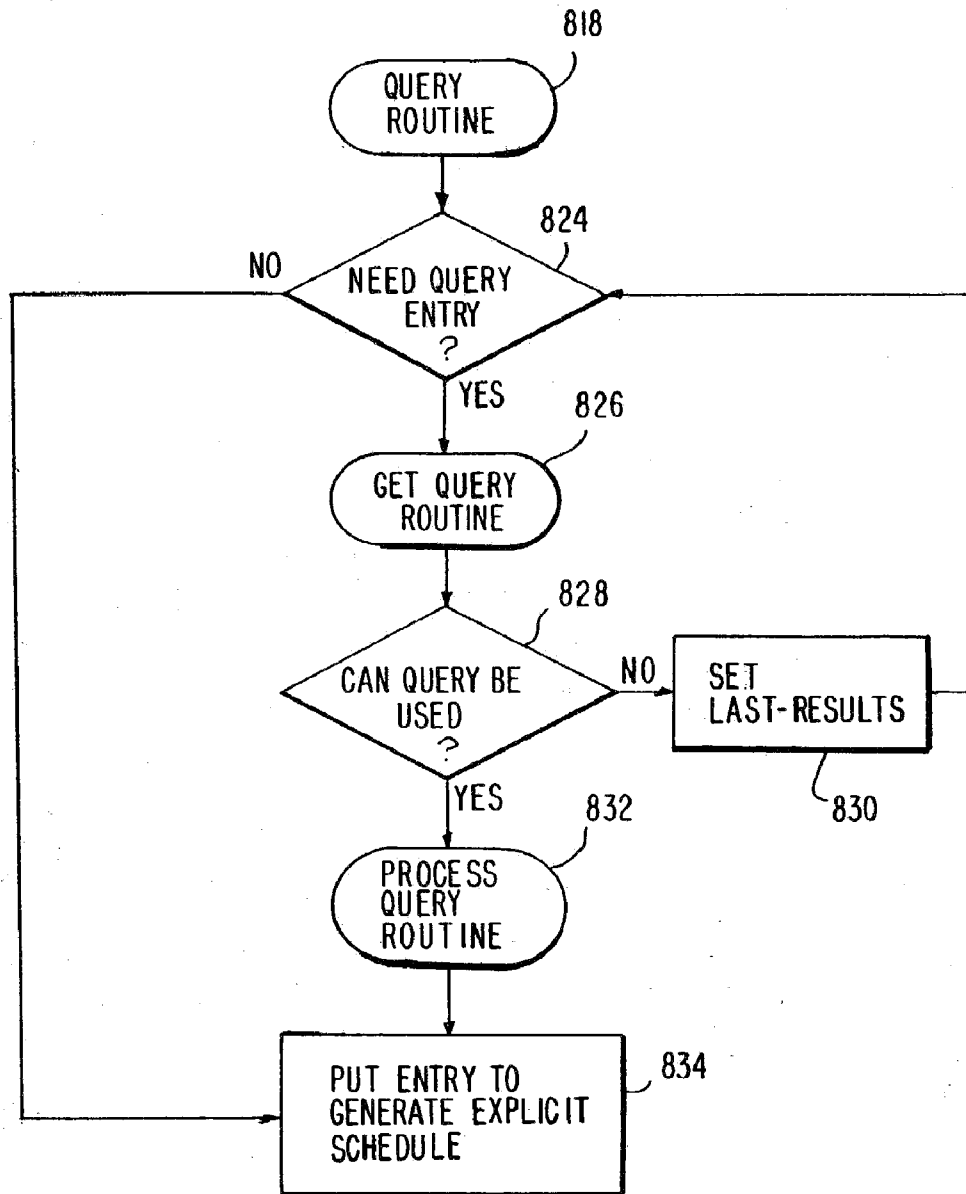 818
QUERY
ROUTINE
824
NO
NEED QUERY
ENTRY
?
YES
826
GET QUERY
ROUTINE
828
CAN QUERY BE
USED
?
NO
SET
LAST-RESULTS
830
YES
832
PROCESS
QUERY
ROUTINE
834
PUT ENTRY TO
GENERATE EXPLICIT
SCHEDULE